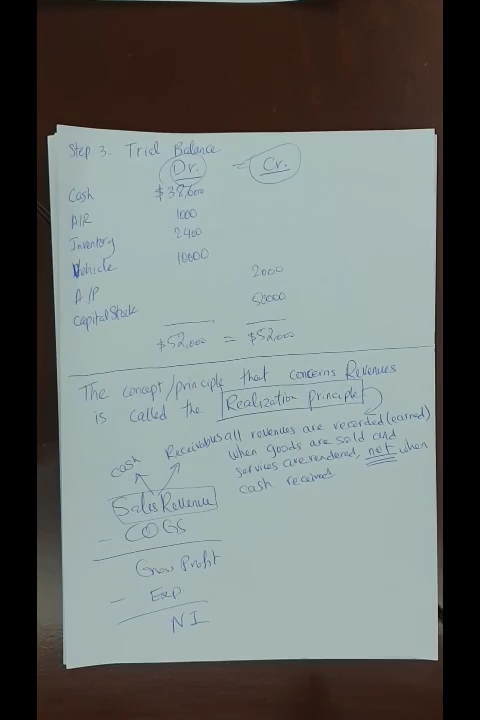 Step 3- Trial Balance
Dr. = Cr.
Cash $38,600
A/R 1000
Inventory 2400
Vehicle 10000
A/P 2000
Capital Stock 50000
$52,000 = $52,000
The concept/principle that concerns Revenues
is called the Realization principle
all revenues are recorded (earned)
when goods are sold and
services are rendered, not when
cash received
cash Receivables
Sales Revenue
- COGS
Gross Profit
- Exp
NI